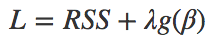 L = RSS + λg(β)